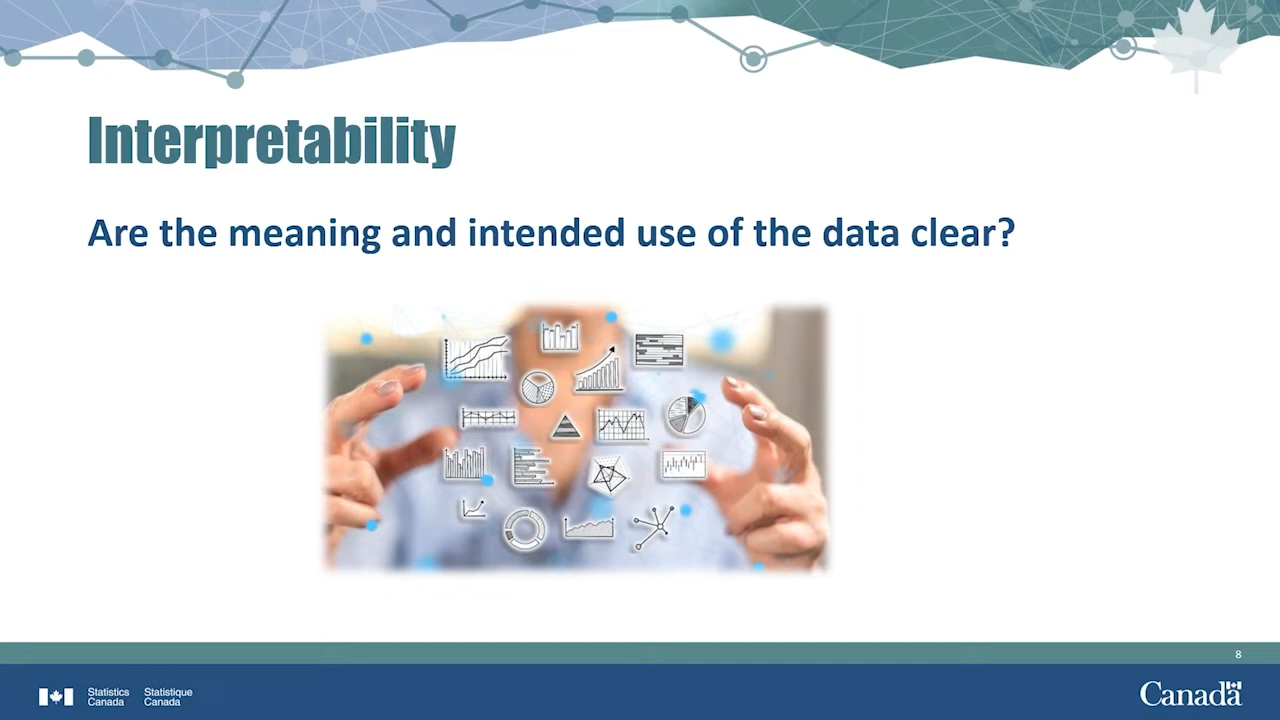 Interpretability
Are the meaning and intended use of the data clear?
8
Statistics Statistique
Canada Canada
Canada